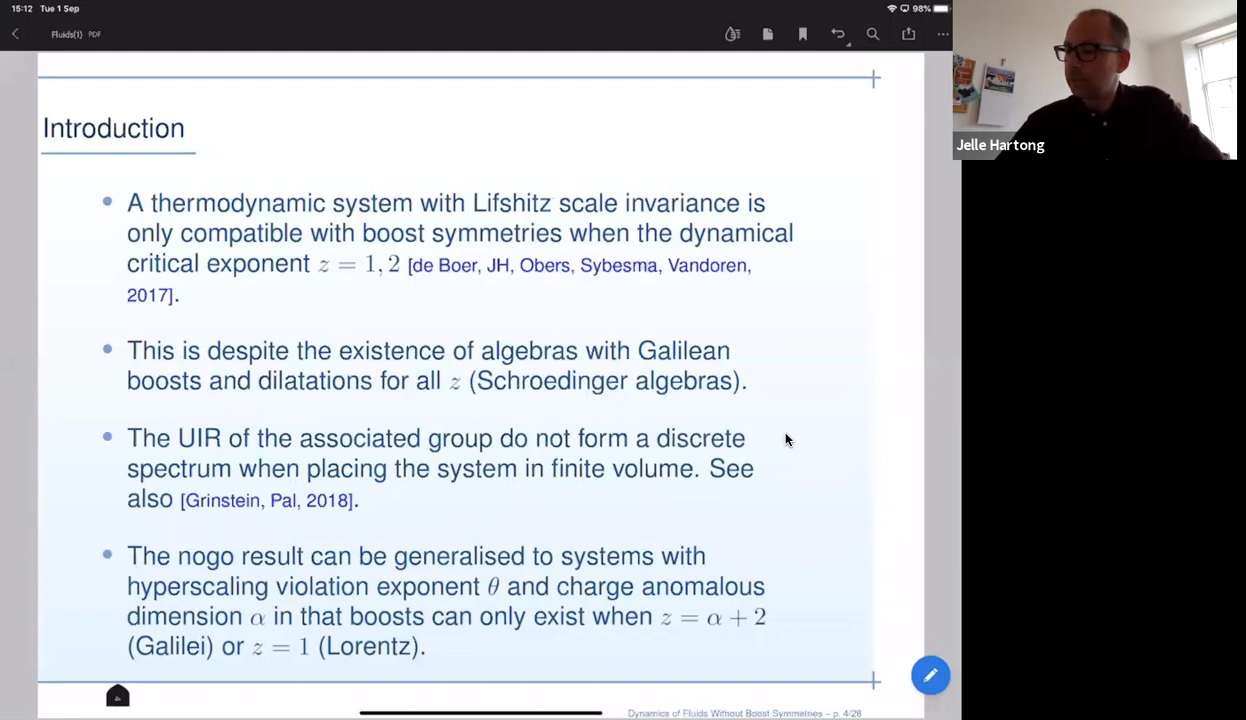 15:12 Tue 1 Sep
98%
Fluids(1) PDF
Jelle Hartong
Introduction
• A thermodynamic system with Lifshitz scale invariance is
only compatible with boost symmetries when the dynamical
critical exponent z = 1, 2 [de Boer, JH, Obers, Sybesma, Vandoren,
2017].
• This is despite the existence of algebras with Galilean
boosts and dilatations for all z (Schroedinger algebras).
• The UIR of the associated group do not form a discrete
spectrum when placing the system in finite volume. See
also [Grinstein, Pal, 2018].
• The nogo result can be generalised to systems with
hyperscaling violation exponent θ and charge anomalous
dimension α in that boosts can only exist when z = α + 2
(Galilei) or z = 1 (Lorentz).
Dynamics of Fluids Without Boost Symmetries – p. 4/28